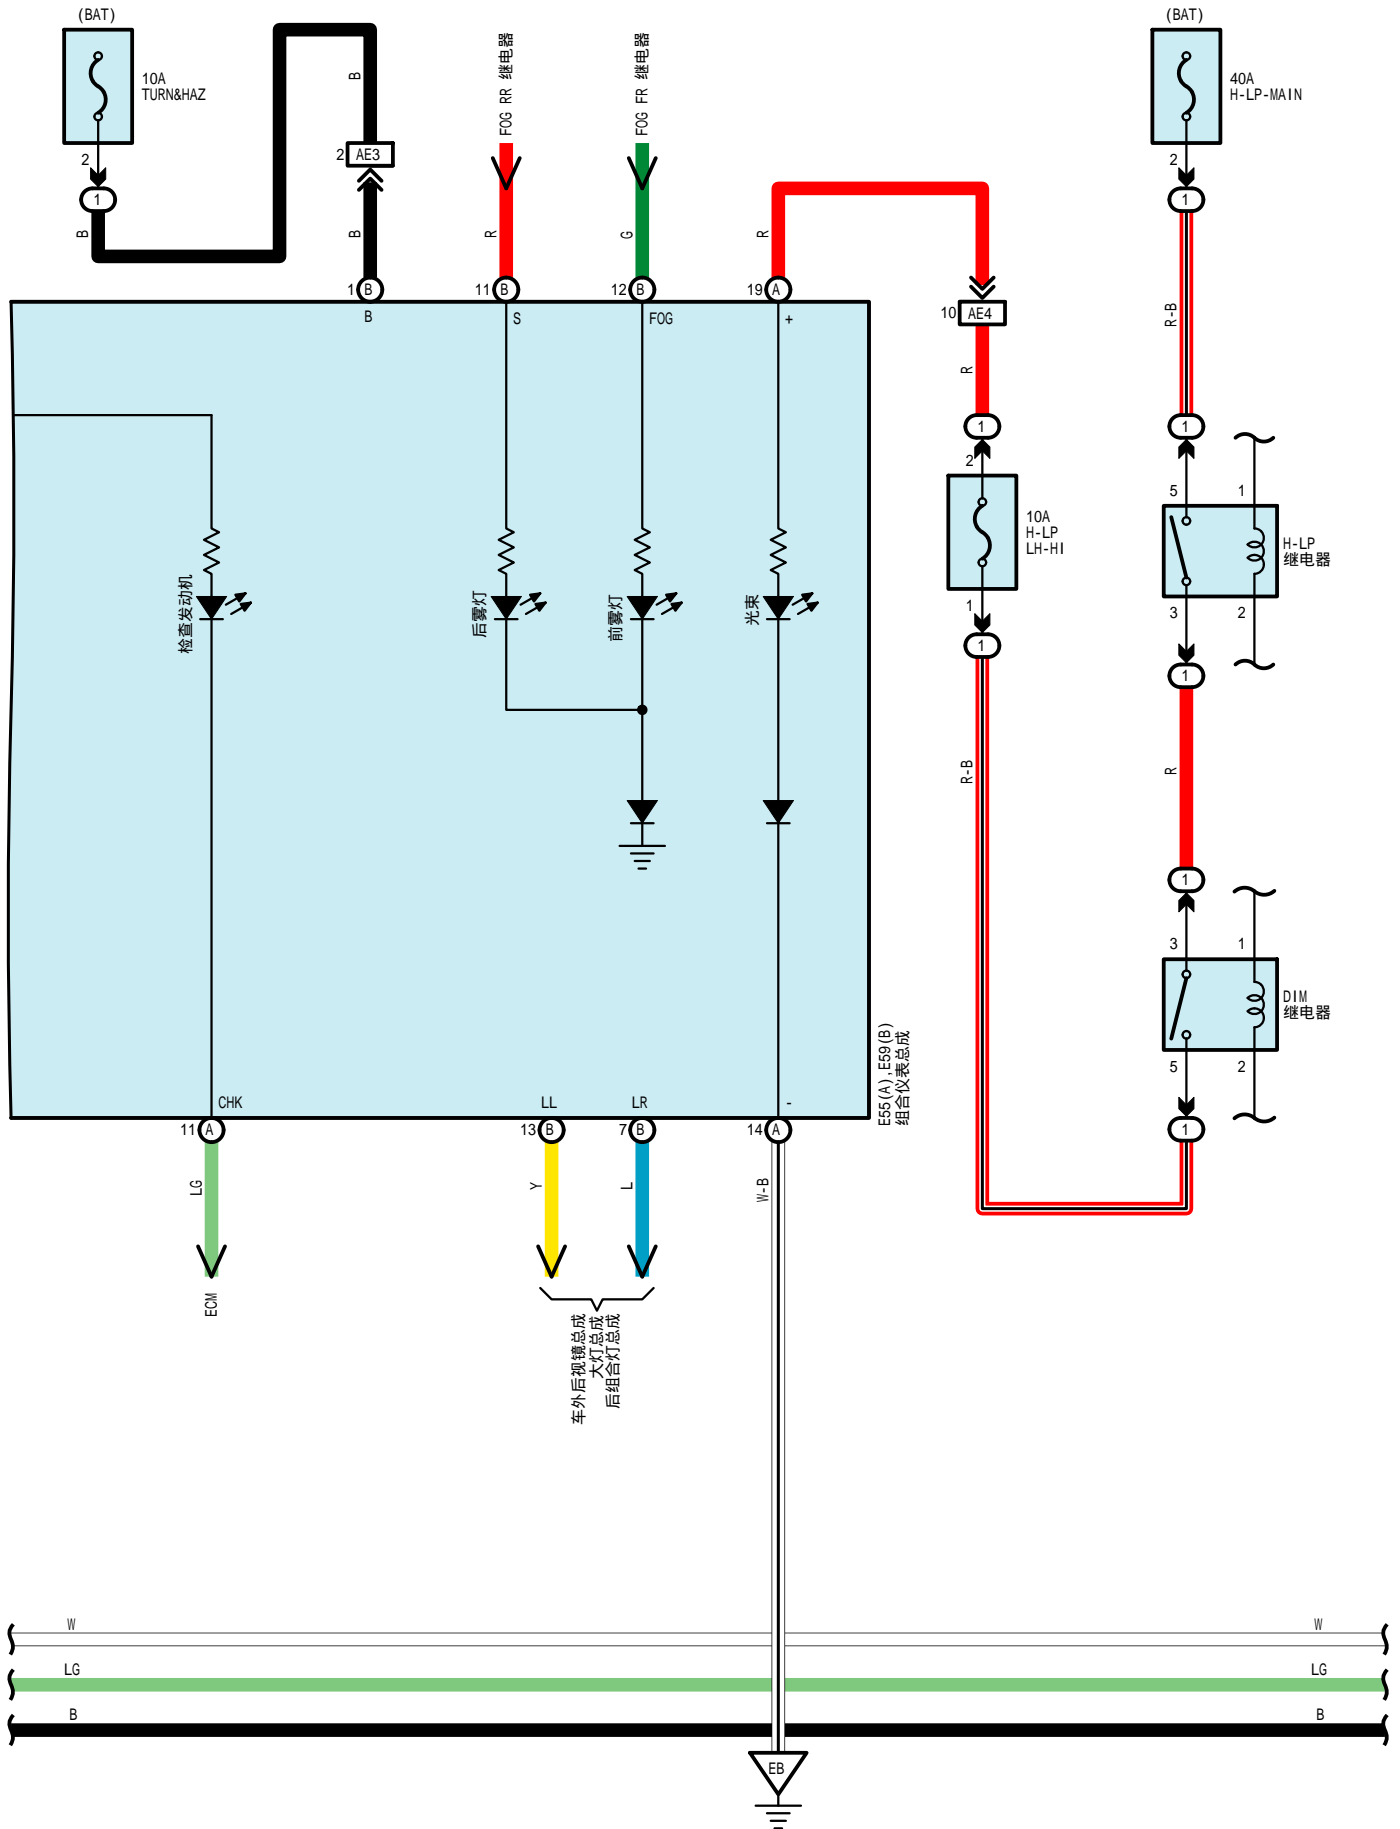 (BAT)
10A
TURN&HAZ
2
1
B
B
2
AE3
B
FOG RR 继电器
R
FOG FR 继电器
G
R
(BAT)
40A
H-LP-MAIN
2
1
R-B
1
B
B
11
B
S
12
B
FOG
19
A
+
10
AE4
R
1
2
10A
H-LP
LH-HI
1
1
R-B
1
5
1
H-LP
继电器
3
2
1
R
1
3
1
DIM
继电器
5
2
1
检查发动机
后雾灯
前雾灯
光束
E55(A),E59(B)
组合仪表总成
CHK
11
A
LG
ECM
LL
13
B
Y
LR
7
B
L
车外后视镜总成
大灯总成
后组合灯总成
-
14
A
W-B
W
W
LG
LG
B
B
EB